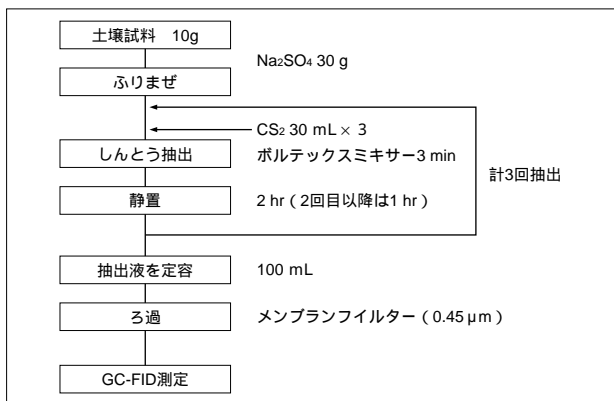 土壌試料　10g
Na₂SO₄ 30 g
ふりまぜ
CS₂ 30 mL × 3
しんとう抽出
ボルテックスミキサー3 min
計3回抽出
静置
2 hr（2回目以降は1 hr）
抽出液を定容
100 mL
ろ過
メンブランフイルター（0.45μm）
GC-FID測定